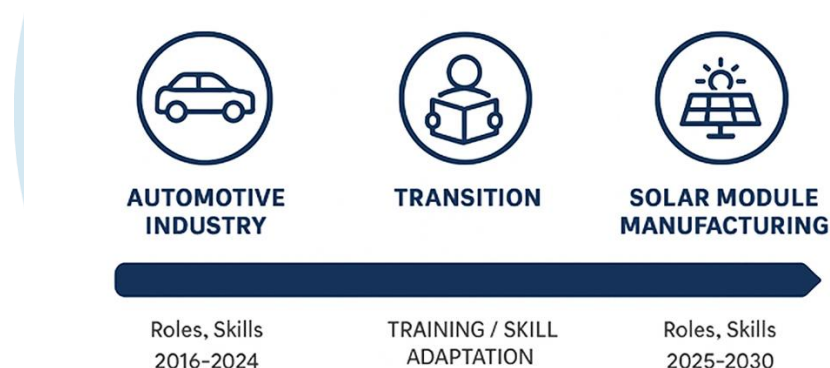 AUTOMOTIVE
INDUSTRY
TRANSITION
SOLAR MODULE
MANUFACTURING
Roles, Skills
2016–2024
TRAINING / SKILL
ADAPTATION
Roles, Skills
2025–2030